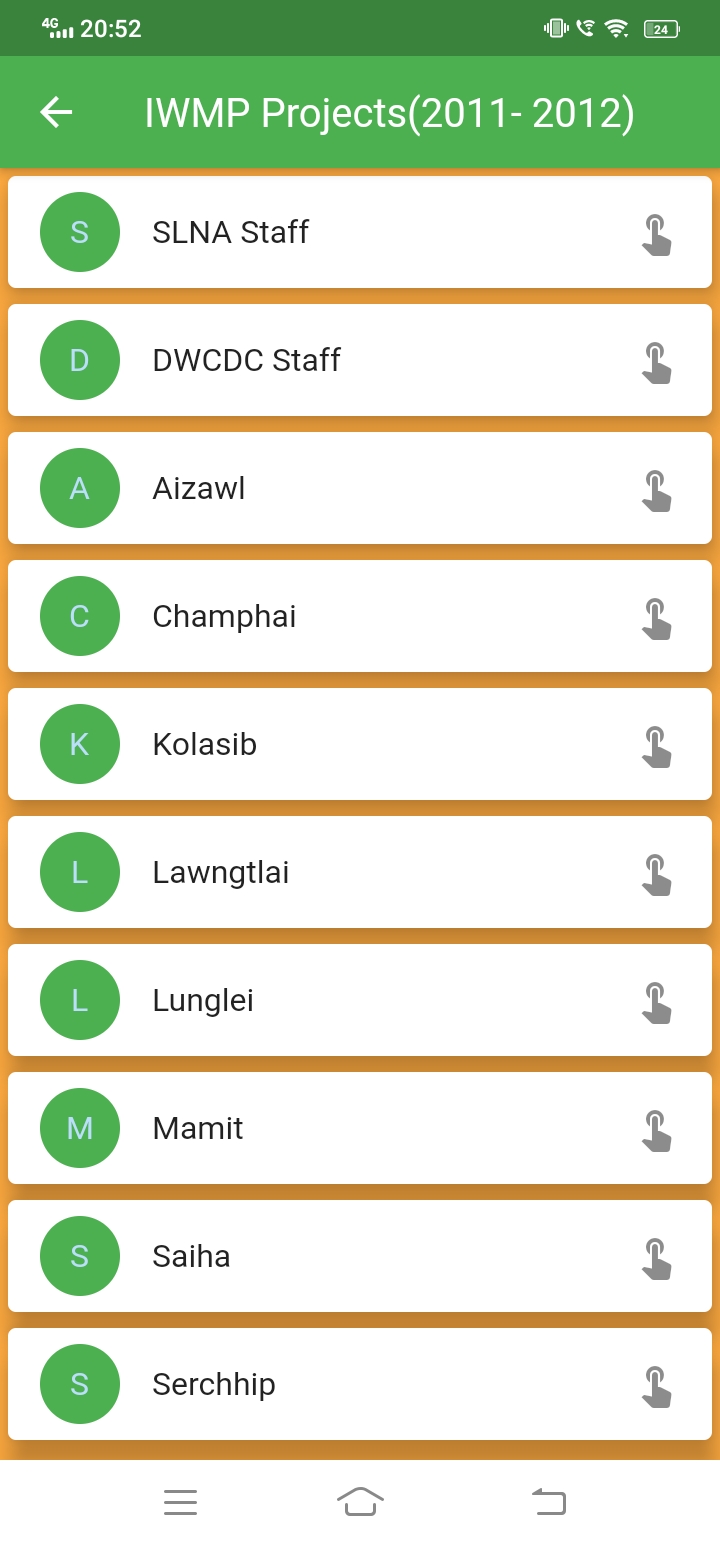 4G 20:52 24
IWMP Projects(2011- 2012)
S SLNA Staff
D DWCDC Staff
A Aizawl
C Champhai
K Kolasib
L Lawngtlai
L Lunglei
M Mamit
S Saiha
S Serchhip